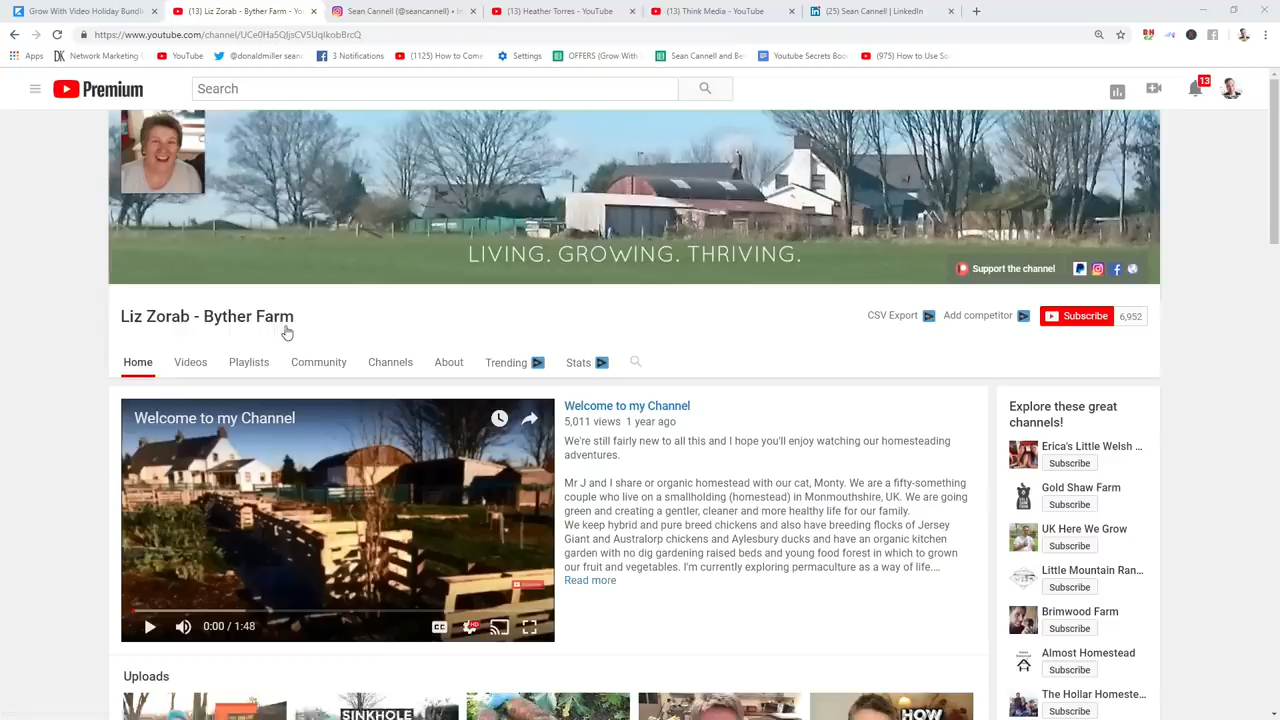 Grow With Video Monthly Bundl
(13) Liz Zorab - Byther Farm - Yo
Sean Cannell (@seancannell) • In
(13) Heather Torres - YouTube
(13) Think Media - YouTube
(25) Sean Cannell | LinkedIn
https://www.youtube.com/channel/UCe0Ha5QJjsCV5UqIkobBrcQ
Apps
Network Marketing
YouTube
@donaldmiller sean
3 Notifications
(1125) How to Come
Settings
OFFERS (Grow With
Sean Cannell and Be
Youtube Secrets Boo
(975) How to Use So
Premium
Search
13
LIVING. GROWING. THRIVING.
Support the channel
Liz Zorab - Byther Farm
CSV Export
Add competitor
Subscribe 6,952
Home
Videos
Playlists
Community
Channels
About
Trending
Stats
Welcome to my Channel
Welcome to my Channel
5,011 views 1 year ago
We're still fairly new to all this and I hope you'll enjoy watching our homesteading
adventures.
Mr J and I share or organic homestead with our cat, Monty. We are a fifty-something
couple who live on a smallholding (homestead) in Monmouthshire, UK. We are going
green and creating a gentler, cleaner and more healthy life for our family.
We keep hybrid and pure breed chickens and also have breeding flocks of Jersey
Giant and Australorp chickens and Aylesbury ducks and have an organic kitchen
garden with no dig gardening raised beds and young food forest in which to grown
our fruit and vegetables. I'm currently exploring permaculture as a way of life....
Read more
0:00 / 1:48
CC
HD
Explore these great
channels!
Erica's Little Welsh ...
Subscribe
Gold Shaw Farm
Subscribe
UK Here We Grow
Subscribe
Little Mountain Ran...
Subscribe
Brimwood Farm
Subscribe
Almost Homestead
Subscribe
The Hollar Homeste...
Subscribe
Uploads
SINKHOLE
HOW